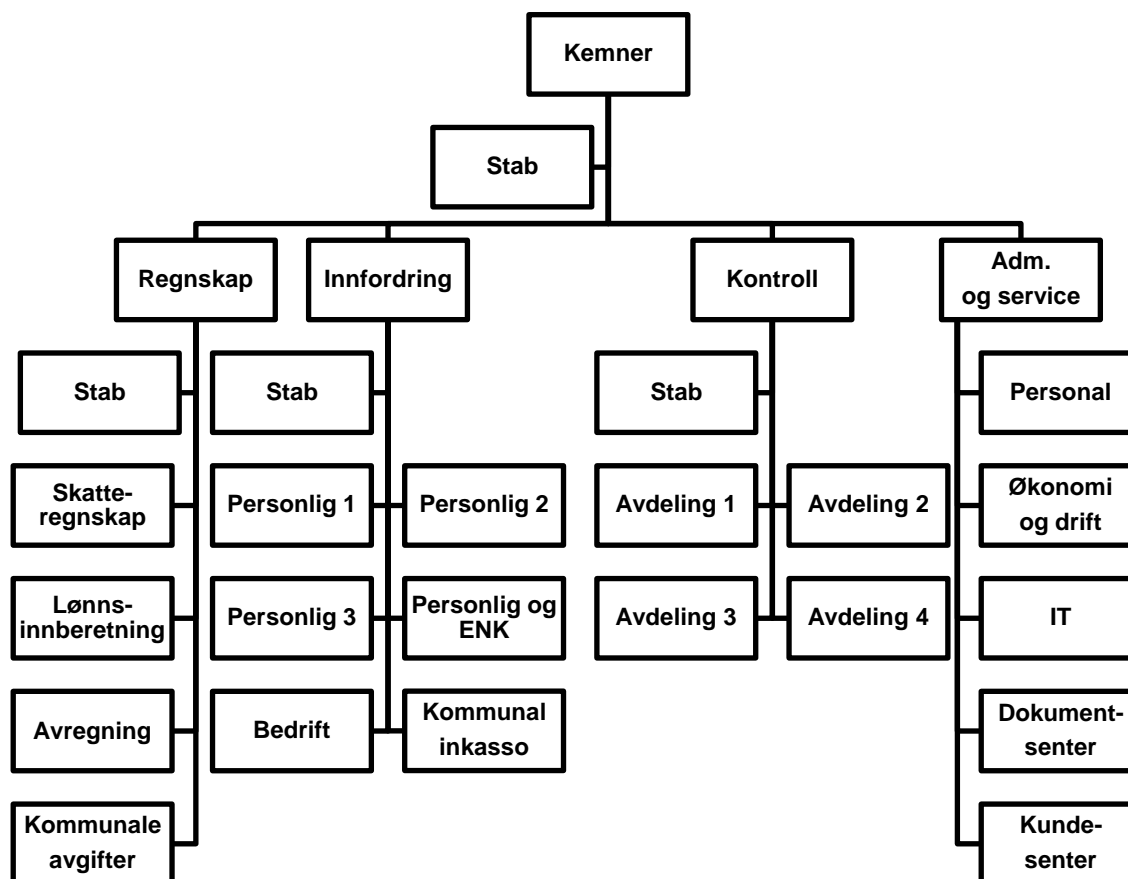 Kemner
Stab
Regnskap
Innfordring
Kontroll
Adm.
og service
Stab
Stab
Stab
Personal
Skatte-
regnskap
Personlig 1
Personlig 2
Avdeling 1
Avdeling 2
Økonomi
og drift
Lønns-
innberetning
Personlig 3
Personlig og
ENK
Avdeling 3
Avdeling 4
IT
Avregning
Bedrift
Kommunal
inkasso
Dokument-
senter
Kommunale
avgifter
Kunde-
senter